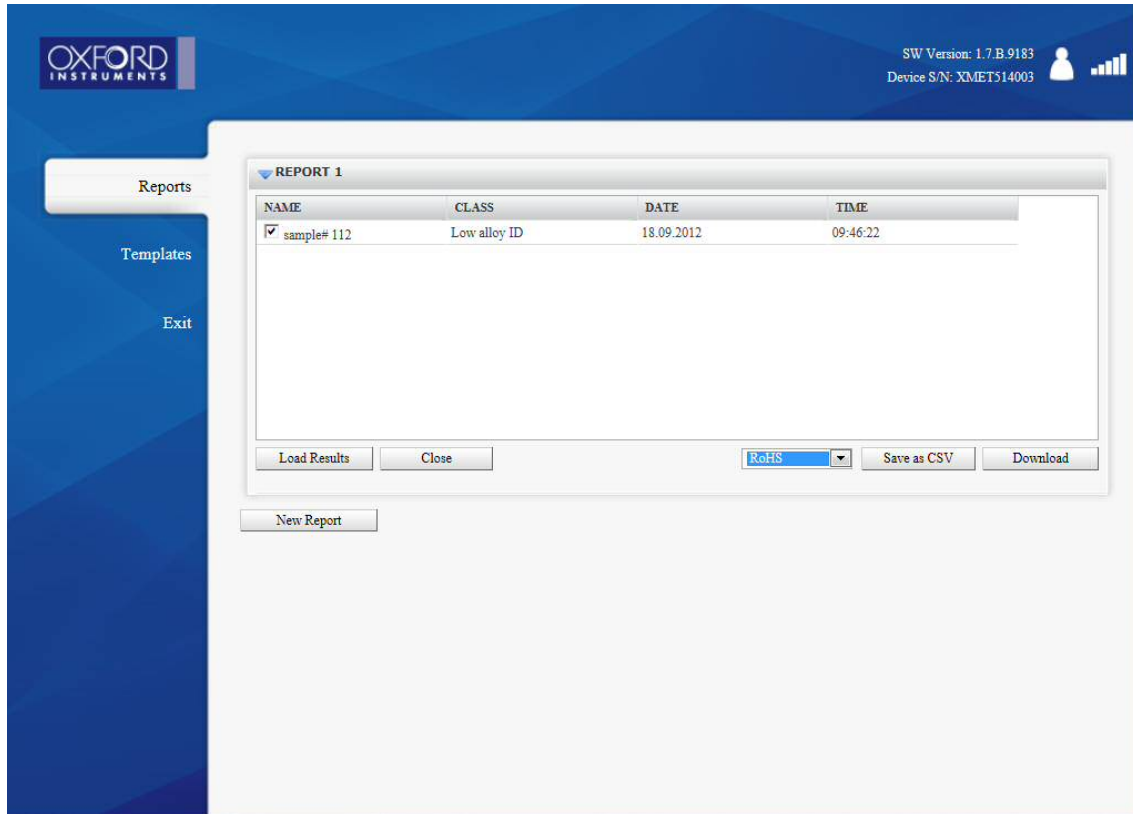 OXFORD
INSTRUMENTS
SW Version: 1.7.B.9183
Device S/N: XMET514003
Reports
Templates
Exit
REPORT 1
NAME CLASS DATE TIME
sample# 112 Low alloy ID 18.09.2012 09:46:22
Load Results Close RoHS Save as CSV Download
New Report